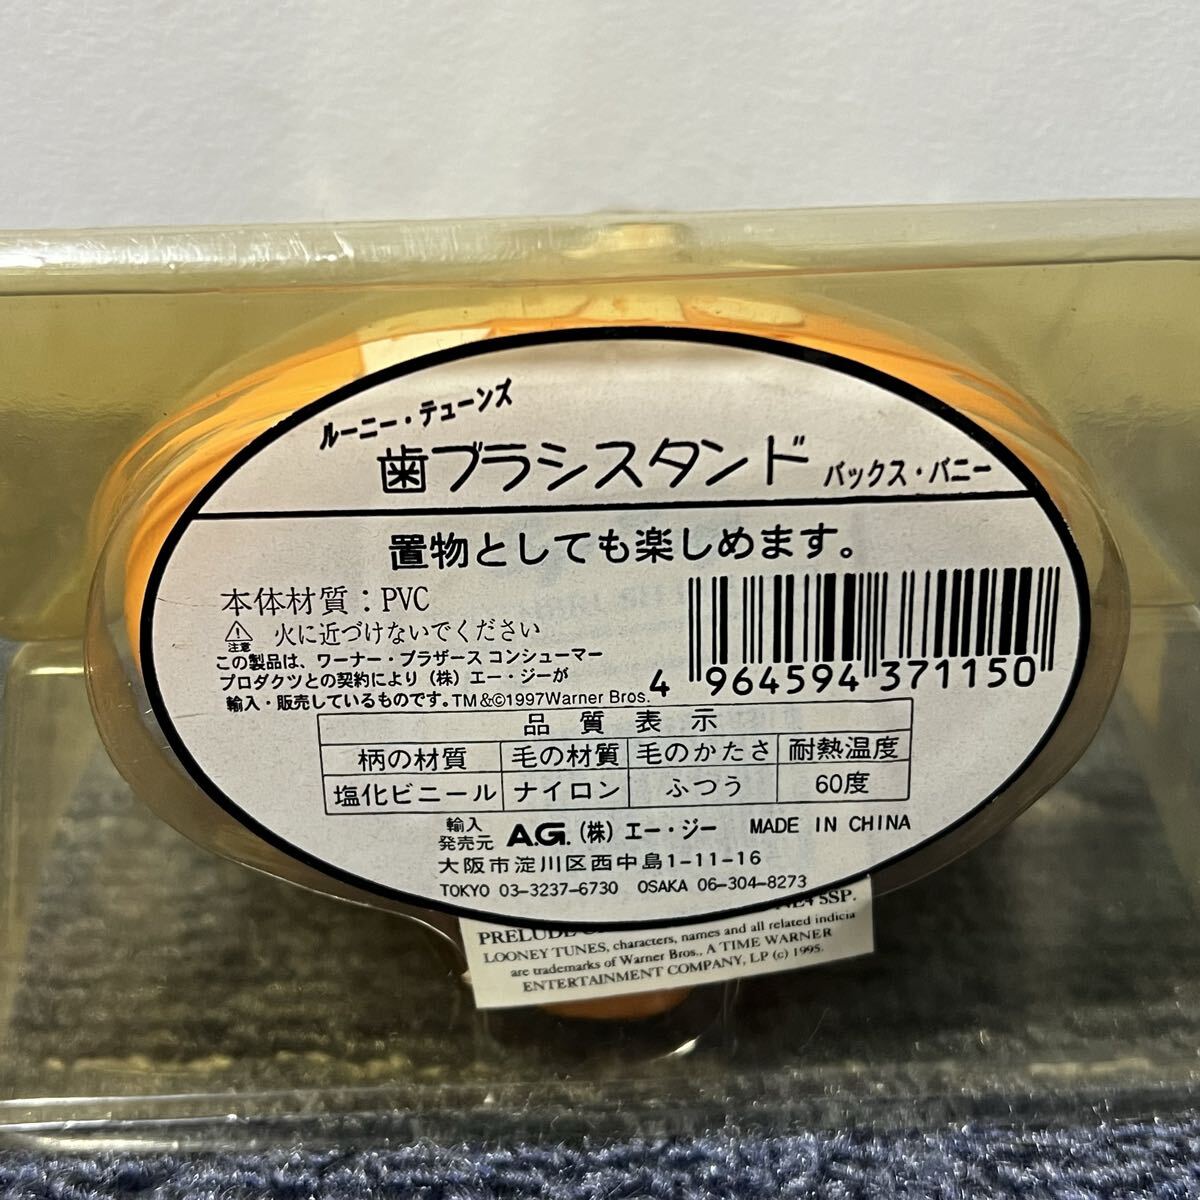 ルーニー・テューンズ
歯ブラシスタンド バックス・バニー
置物としても楽しめます。
本体材質：PVC
注意 火に近づけないでください
この製品は、ワーナー・ブラザース コンシューマー
プロダクツとの契約により（株）エー・ジーが
輸入・販売しているものです。TM&©1997Warner Bros.
4 964594 371150
品質表示
柄の材質 毛の材質 毛のかたさ 耐熱温度
塩化ビニール ナイロン ふつう 60度
輸入
発売元 A.G.（株）エー・ジー MADE IN CHINA
大阪市淀川区西中島1-11-16
TOKYO 03-3237-6730 OSAKA 06-304-8273
SSP.
PRELUDE
LOONEY TUNES, characters, names and all related indicia
are trademarks of Warner Bros., A TIME WARNER
ENTERTAINMENT COMPANY, LP (c) 1995.